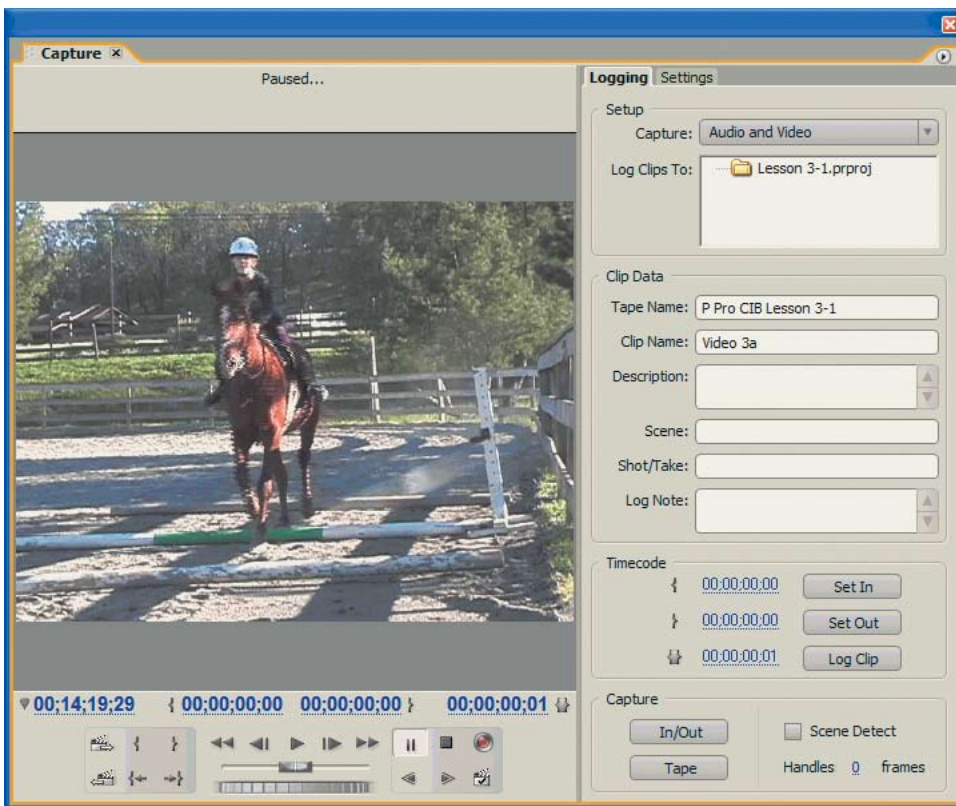 Capture
Paused...
Logging Settings
Setup
Capture: Audio and Video
Log Clips To: Lesson 3-1.prproj
Clip Data
Tape Name: P Pro CIB Lesson 3-1
Clip Name: Video 3a
Description:
Scene:
Shot/Take:
Log Note:
Timecode
{ 00;00;00;00 Set In
} 00;00;00;00 Set Out
{} 00;00;00;01 Log Clip
00;14;19;29 { 00;00;00;00 00;00;00;00 } 00;00;00;01 {}
Capture
In/Out Scene Detect
Tape Handles 0 frames